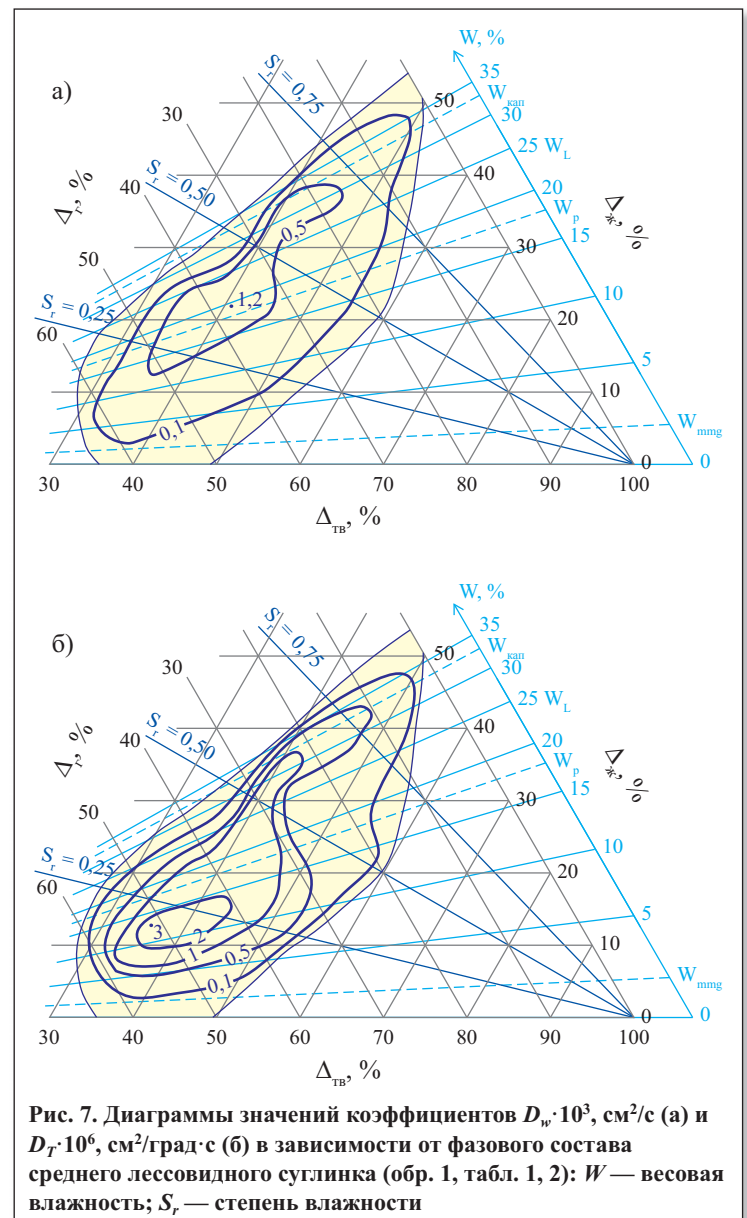 а)
W, %
35
W_кап
30
25 W_L
20
W_p
15
10
5
W_mmg
0
S_r = 0,75
S_r = 0,50
S_r = 0,25
Δ_г, %
30
40
50
60
50
40
30
20
10
0
Δ_ж, %
0,5
1,2
0,1
30 40 50 60 70 80 90 100
Δ_тв, %
б)
W, %
35
W_кап
30
25 W_L
20
W_p
15
10
5
W_mmg
0
S_r = 0,75
S_r = 0,50
S_r = 0,25
Δ_г, %
30
40
50
60
50
40
30
20
10
0
Δ_ж, %
3
2
1
0,5
0,1
30 40 50 60 70 80 90 100
Δ_тв, %
Рис. 7. Диаграммы значений коэффициентов D_w·10³, см²/с (а) и
D_T·10⁶, см²/град·с (б) в зависимости от фазового состава
среднего лессовидного суглинка (обр. 1, табл. 1, 2): W — весовая
влажность; S_r — степень влажности